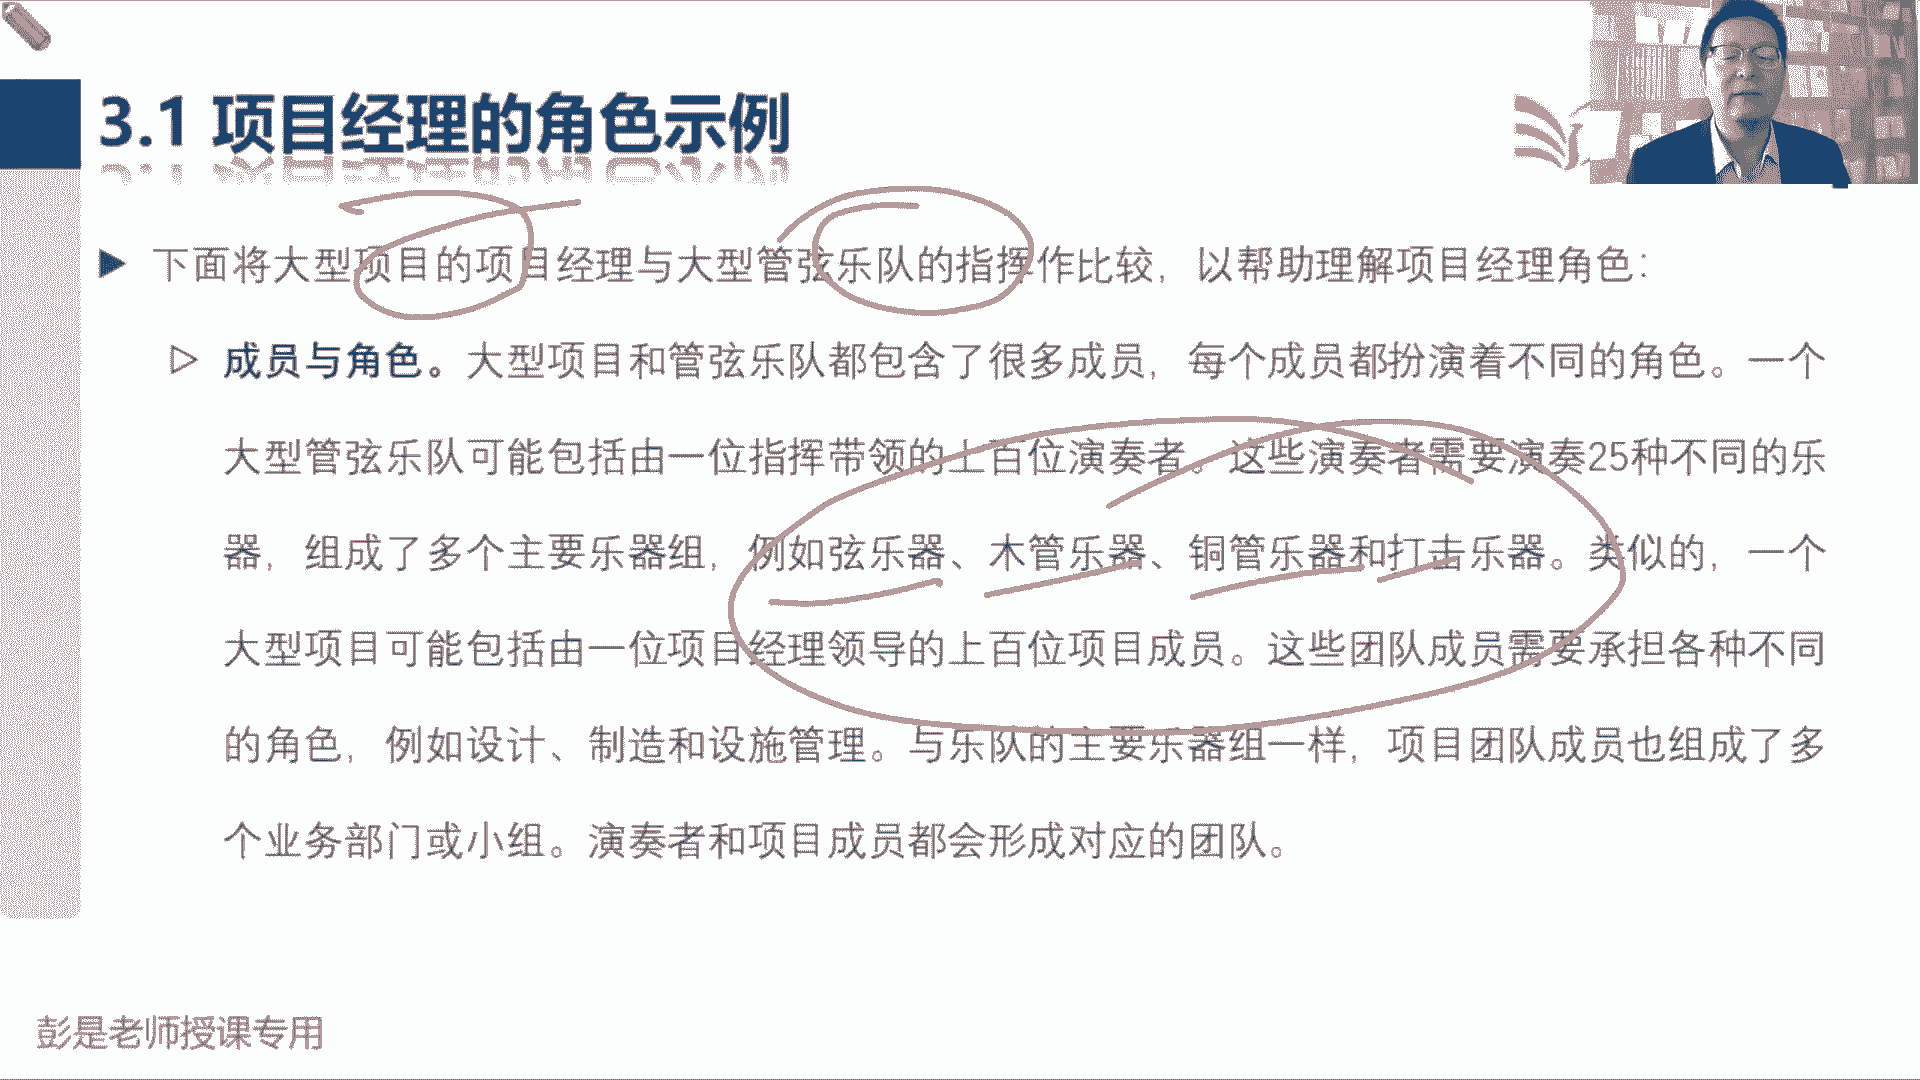 3.1 项目经理的角色示例
下面将大型项目的项目经理与大型管弦乐队的指挥作比较，以帮助理解项目经理角色：
成员与角色。大型项目和管弦乐队都包含了很多成员，每个成员都扮演着不同的角色。一个
大型管弦乐队可能包括由一位指挥带领的上百位演奏者。这些演奏者需要演奏25种不同的乐
器，组成了多个主要乐器组，例如弦乐器、木管乐器、铜管乐器和打击乐器。类似的，一个
大型项目可能包括由一位项目经理领导的上百位项目成员。这些团队成员需要承担各种不同
的角色，例如设计、制造和设施管理。与乐队的主要乐器组一样，项目团队成员也组成了多
个业务部门或小组。演奏者和项目成员都会形成对应的团队。
彭是老师授课专用